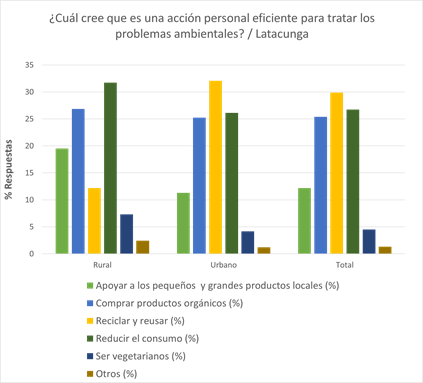 ¿Cuál cree que es una acción personal eficiente para tratar los
problemas ambientales? / Latacunga
35
30
25
20
15
10
5
0
% Respuestas
Rural
Urbano
Total
Apoyar a los pequeños y grandes productos locales (%)
Comprar productos orgánicos (%)
Reciclar y reusar (%)
Reducir el consumo (%)
Ser vegetarianos (%)
Otros (%)